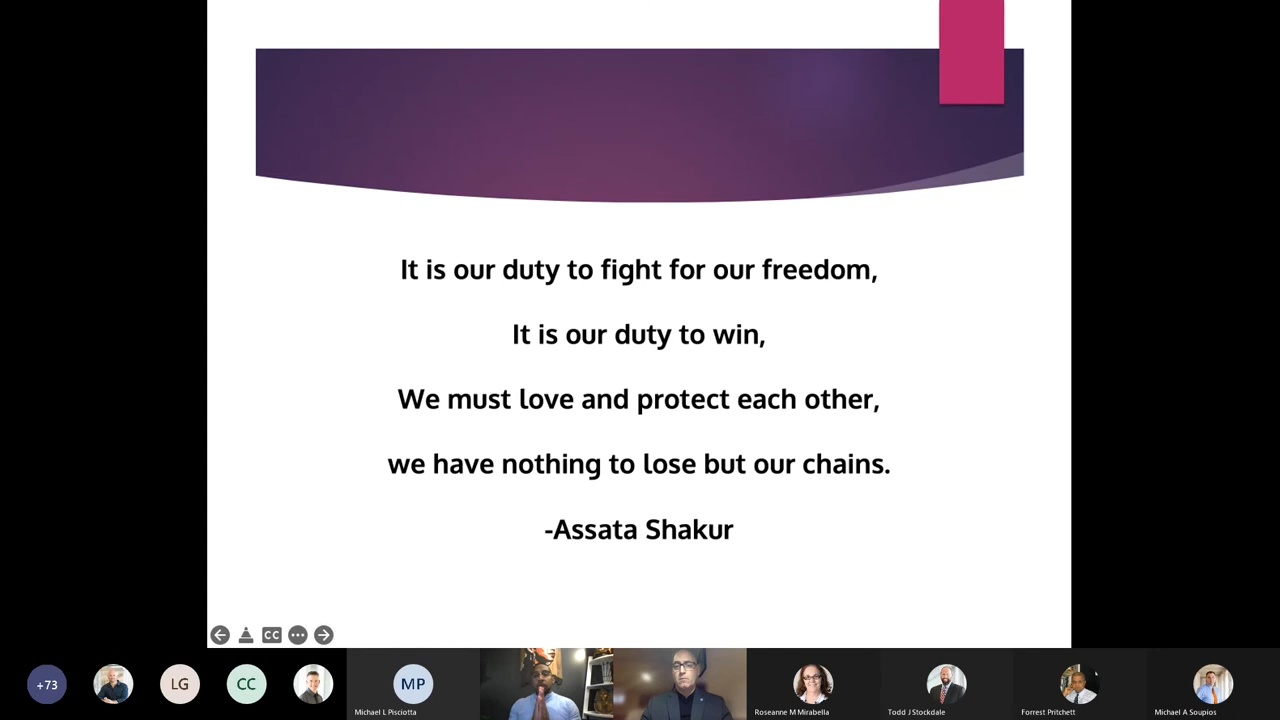 It is our duty to fight for our freedom,
It is our duty to win,
We must love and protect each other,
we have nothing to lose but our chains.
-Assata Shakur
CC
+73
LG
CC
MP
Michael L Pisciotta
Roseanne M Mirabella
Todd J Stockdale
Forrest Pritchett
Michael A Soupios